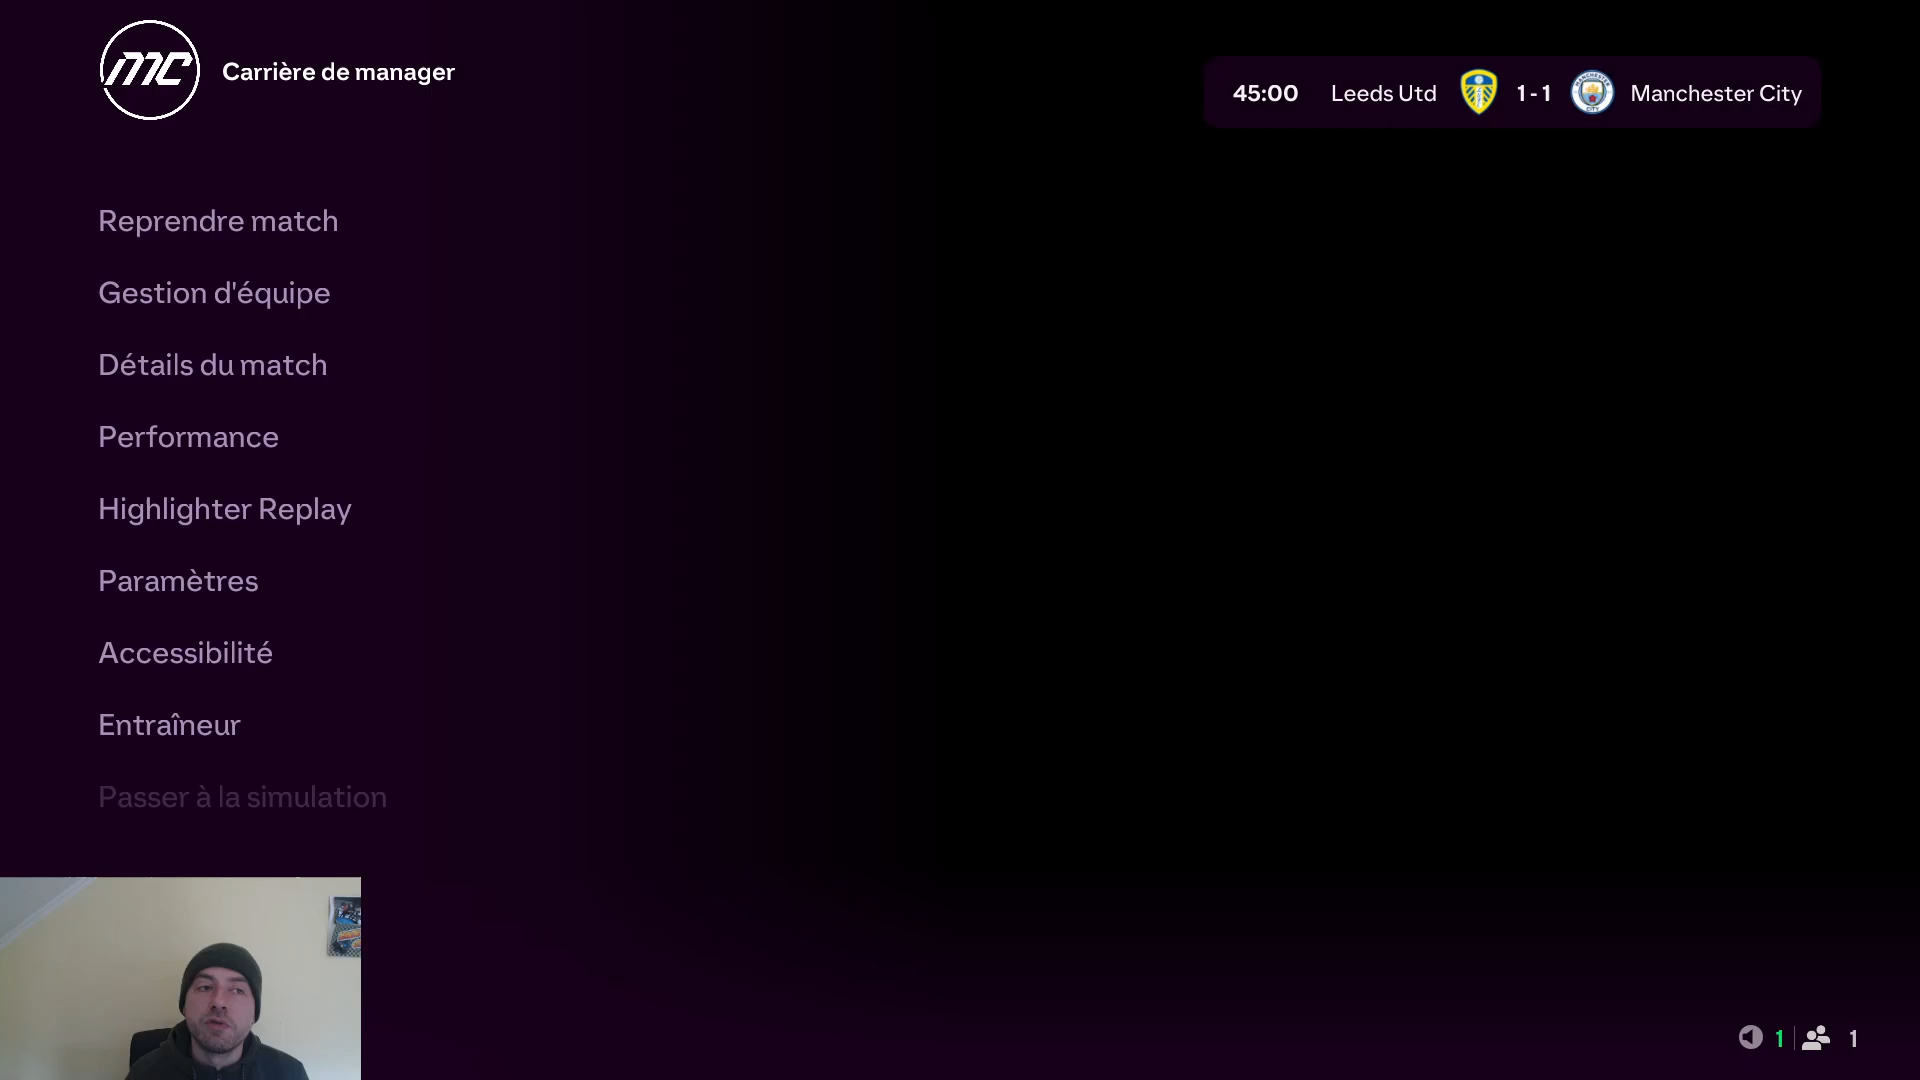 MC Carrière de manager
45:00 Leeds Utd 1 - 1 Manchester City
Reprendre match
Gestion d'équipe
Détails du match
Performance
Highlighter Replay
Paramètres
Accessibilité
Entraîneur
Passer à la simulation
1 1